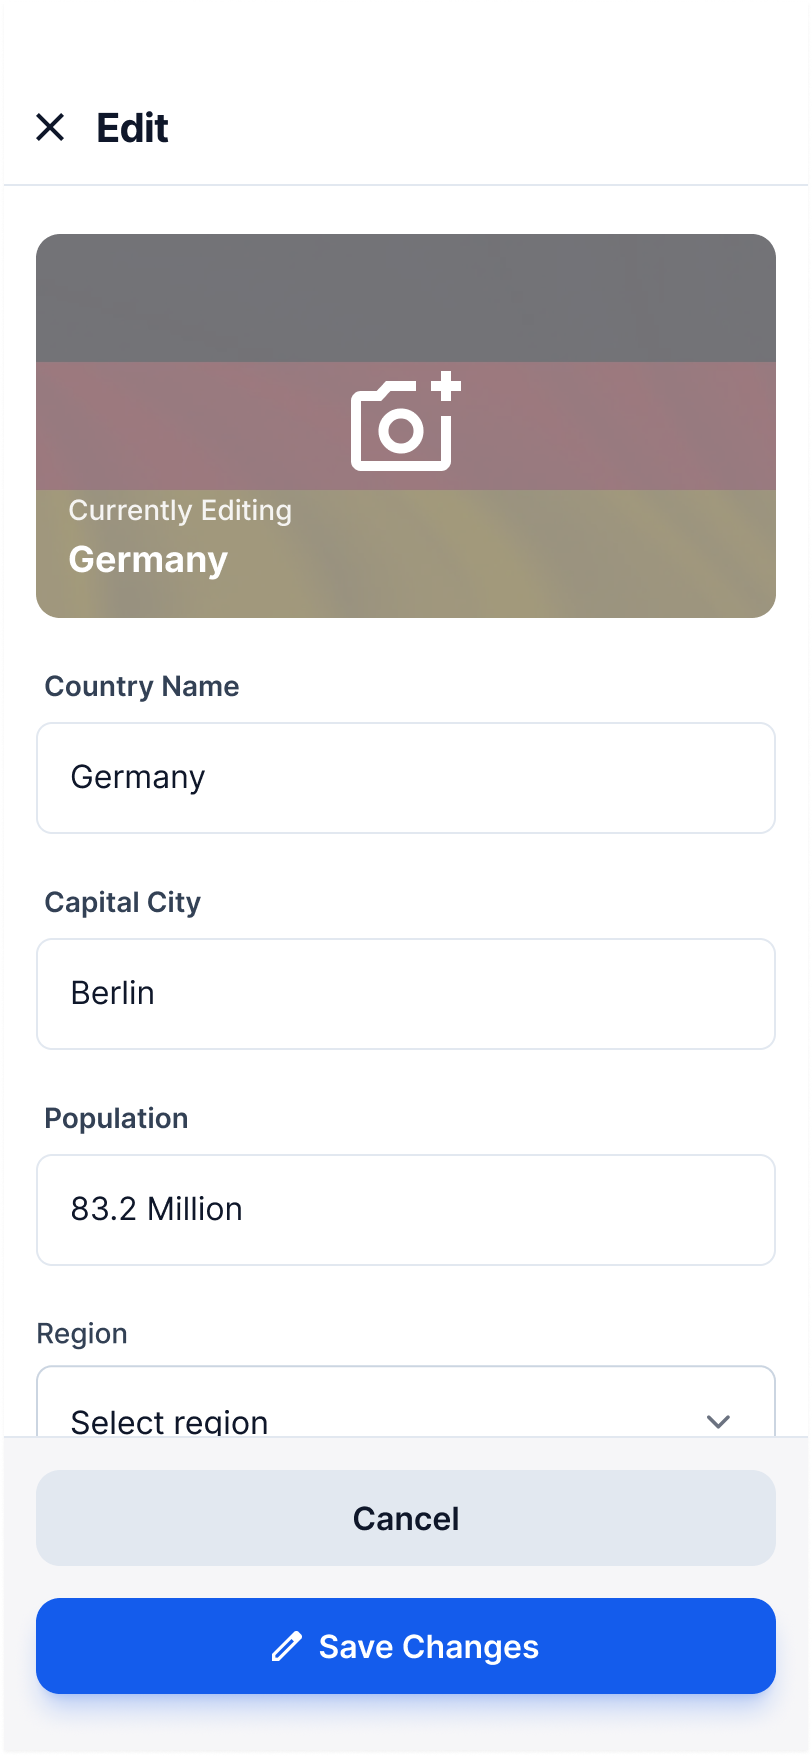 Edit
Currently Editing
Germany
Country Name
Germany
Capital City
Berlin
Population
83.2 Million
Region
Select region
Cancel
Save Changes